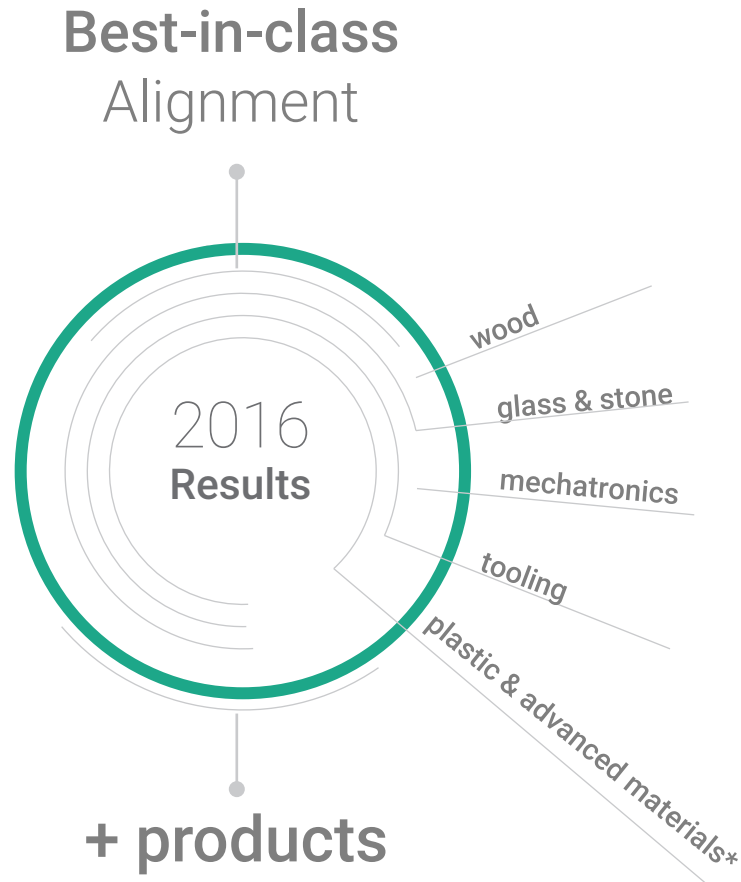 Best-in-class
Alignment
wood
glass & stone
2016
Results
mechatronics
tooling
plastic & advanced materials*
+ products